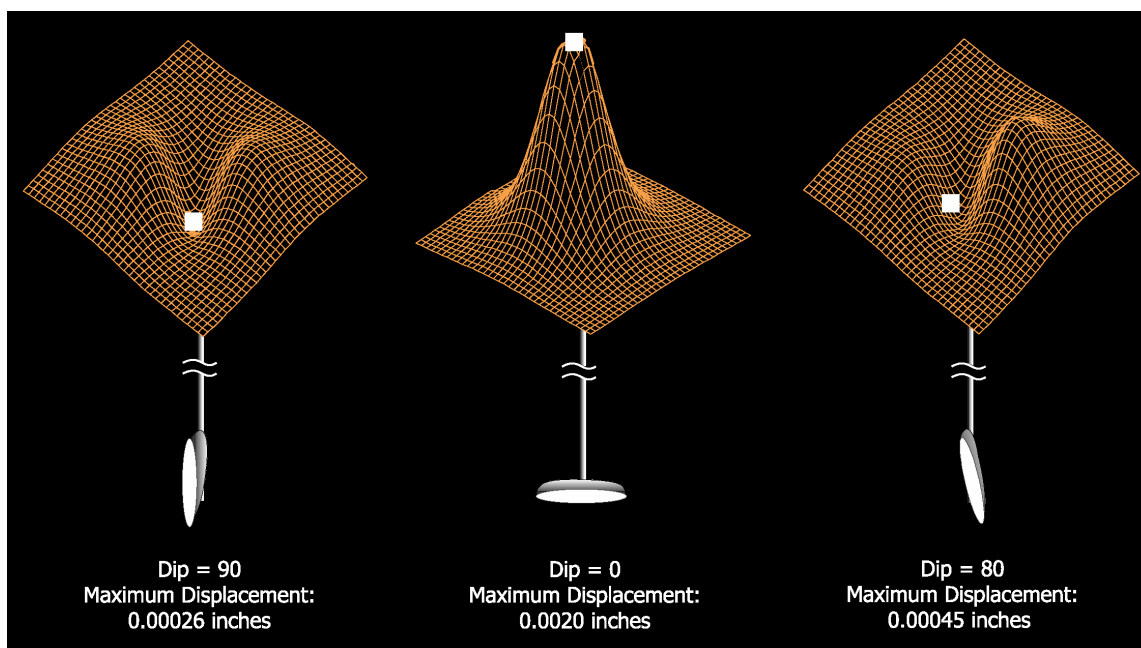 Dip = 90
Maximum Displacement:
0.00026 inches
Dip = 0
Maximum Displacement:
0.0020 inches
Dip = 80
Maximum Displacement:
0.00045 inches